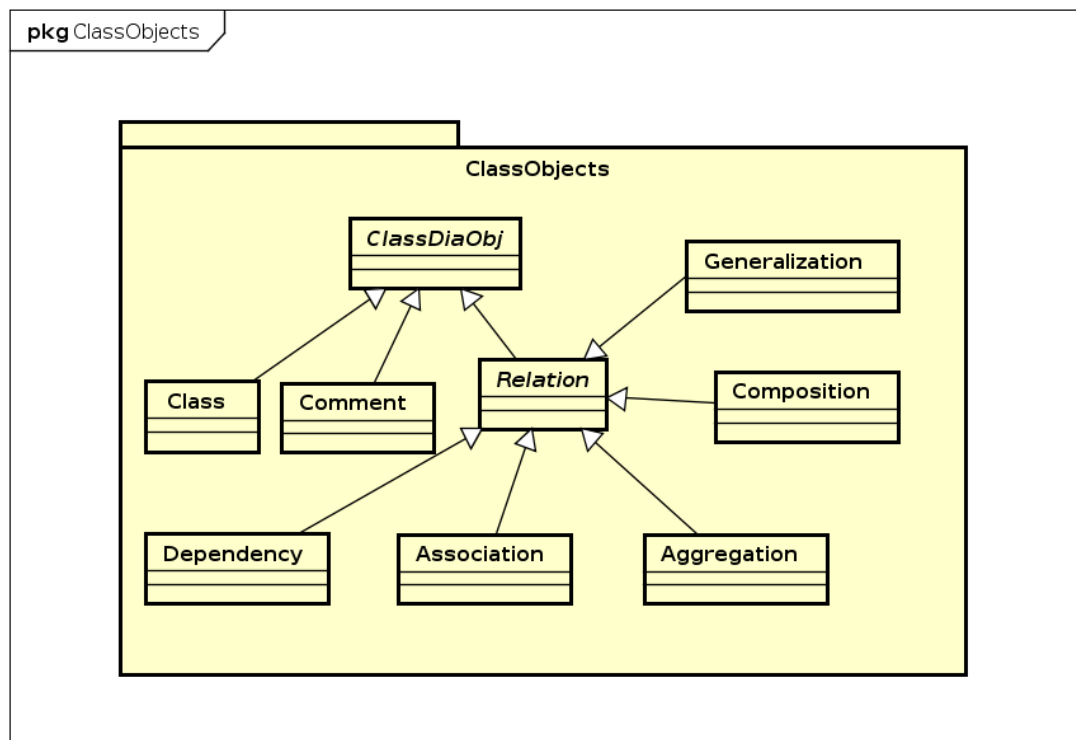 pkg ClassObjects
ClassObjects
ClassDiaObj
Generalization
Relation
Composition
Class
Comment
Dependency
Association
Aggregation